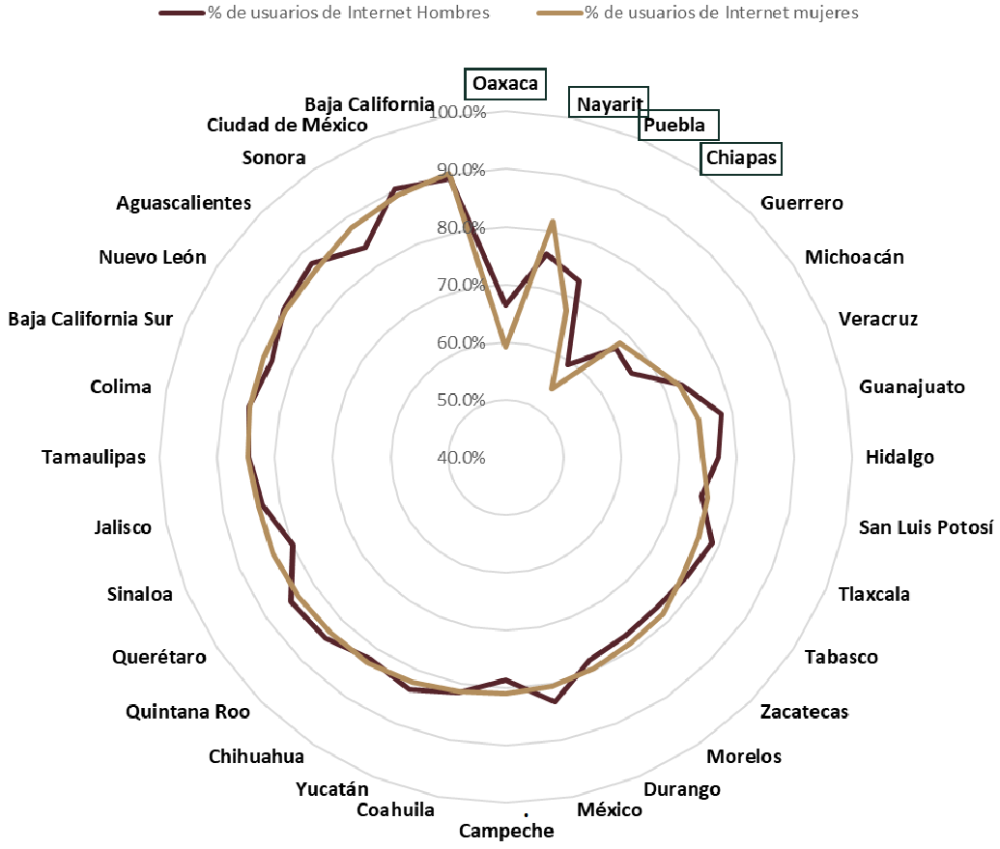 % de usuarios de Internet Hombres
% de usuarios de Internet mujeres
Oaxaca
Nayarit
Puebla
Chiapas
Guerrero
Michoacán
Veracruz
Guanajuato
Hidalgo
San Luis Potosí
Tlaxcala
Tabasco
Zacatecas
Morelos
Durango
México
Campeche
Coahuila
Yucatán
Chihuahua
Quintana Roo
Querétaro
Sinaloa
Jalisco
Tamaulipas
Colima
Baja California Sur
Nuevo León
Aguascalientes
Sonora
Ciudad de México
Baja California
100.0%
90.0%
80.0%
70.0%
60.0%
50.0%
40.0%